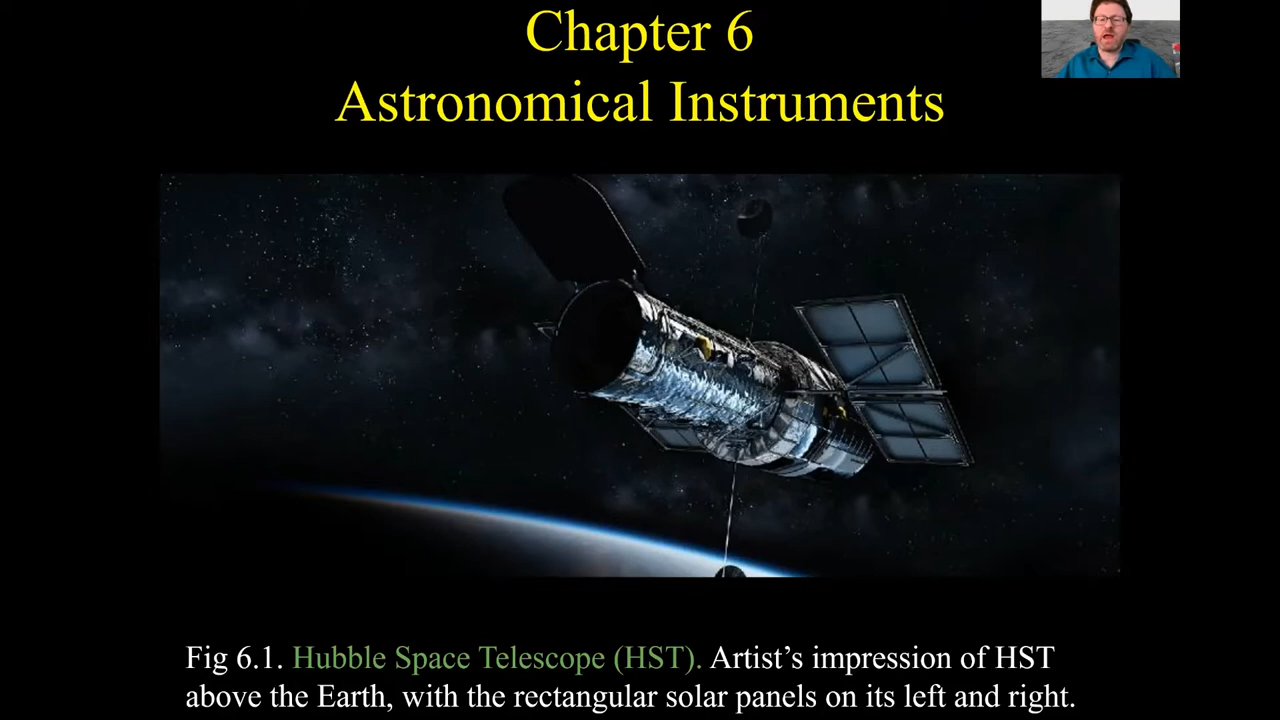 Chapter 6
Astronomical Instruments
Fig 6.1. Hubble Space Telescope (HST). Artist’s impression of HST
above the Earth, with the rectangular solar panels on its left and right.